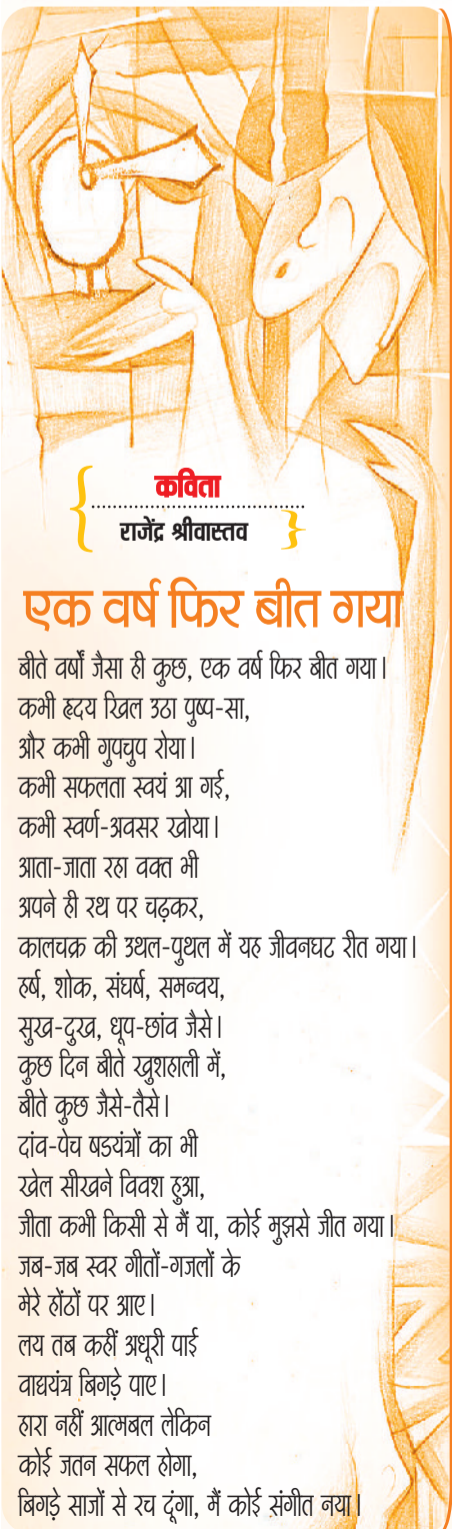 कविता
राजेंद्र श्रीवास्तव
एक वर्ष फिर बीत गया
बीते वर्षों जैसा ही कुछ, एक वर्ष फिर बीत गया।
कभी हृदय खिल उठा पुष्प-सा,
और कभी गुपचुप रोया।
कभी सफलता स्वयं आ गई,
कभी स्वर्ण-अवसर खोया।
आता-जाता रहा वक्त भी
अपने ही रथ पर चढ़कर,
कालचक्र की उथल-पुथल में यह जीवनघट रीत गया।
हर्ष, शोक, संघर्ष, समन्वय,
सुख-दुख, धूप-छांव जैसे।
कुछ दिन बीते खुशहाली में,
बीते कुछ जैसे-तैसे।
दांव-पेच षडयंत्रों का भी
खेल सीखने विवश हुआ,
जीता कभी किसी से मैं या, कोई मुझसे जीत गया।
जब-जब स्वर गीतों-गजलों के
मेरे होंठों पर आए।
लय तब कहीं अधूरी पाई
वाद्ययंत्र बिगड़े पाए।
हारा नहीं आत्मबल लेकिन
कोई जतन सफल होगा,
बिगड़े साजों से रच दूंगा, मैं कोई संगीत नया।